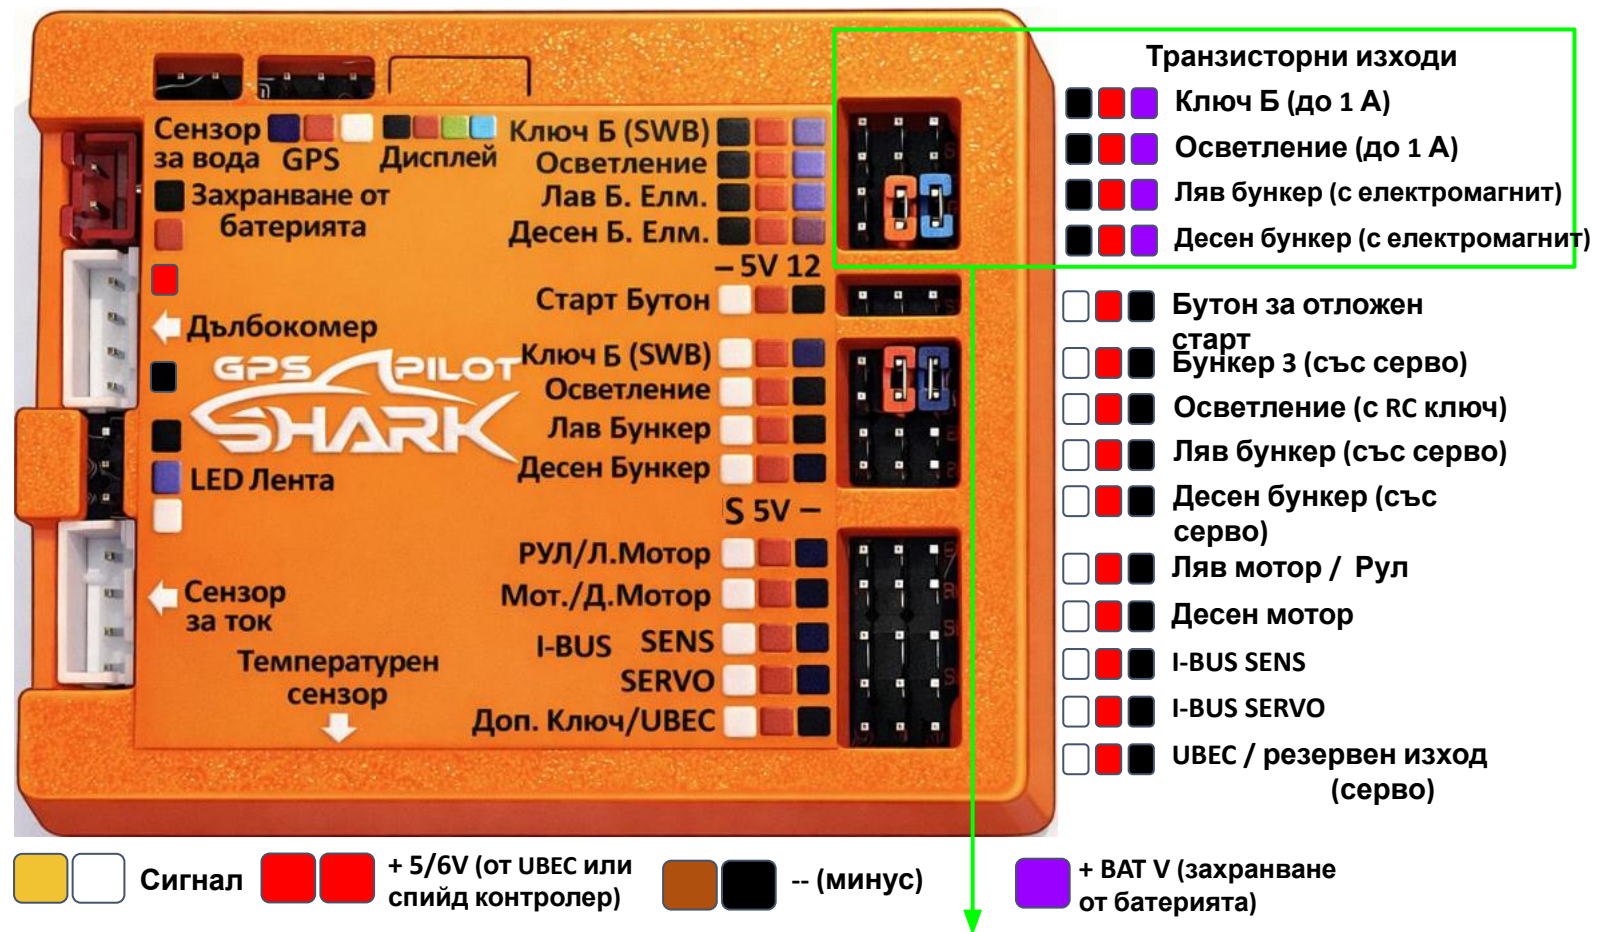 Транзисторни изходи
Ключ Б (до 1 А)
Осветление (до 1 А)
Ляв бункер (с електромагнит)
Десен бункер (с електромагнит)
Сензор
за вода
GPS
Дисплей
Захранване от
батерията
Дълбокомер
GPS PILOT
SHARK
LED Лента
Сензор
за ток
Температурен
сензор
Ключ Б (SWB)
Осветление
Лав Б. Елм.
Десен Б. Елм.
– 5V 12
Старт Бутон
Ключ Б (SWB)
Осветление
Лав Бункер
Десен Бункер
S 5V –
РУЛ/Л.Мотор
Мот./Д.Мотор
I-BUS SENS
SERVO
Доп. Ключ/UBEC
Бутон за отложен
старт
Бункер 3 (със серво)
Осветление (с RC ключ)
Ляв бункер (със серво)
Десен бункер (със
серво)
Ляв мотор / Рул
Десен мотор
I-BUS SENS
I-BUS SERVO
UBEC / резервен изход
(серво)
Сигнал
+ 5/6V (от UBEC или
спийд контролер)
-- (минус)
+ BAT V (захранване
от батерията)